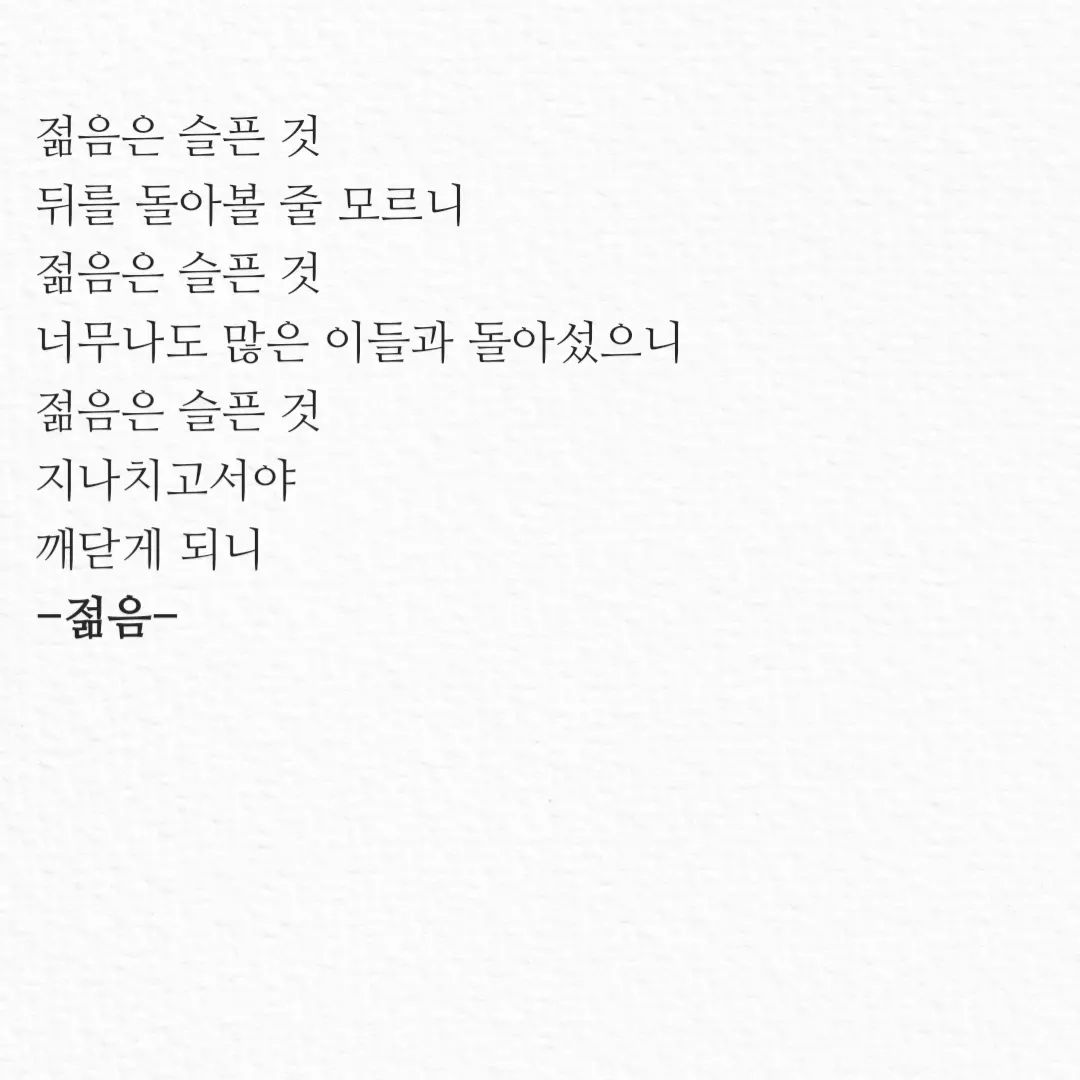 젊음은 슬픈 것
뒤를 돌아볼 줄 모르니
젊음은 슬픈 것
너무나도 많은 이들과 돌아섰으니
젊음은 슬픈 것
지나치고서야
깨닫게 되니
-젊음-